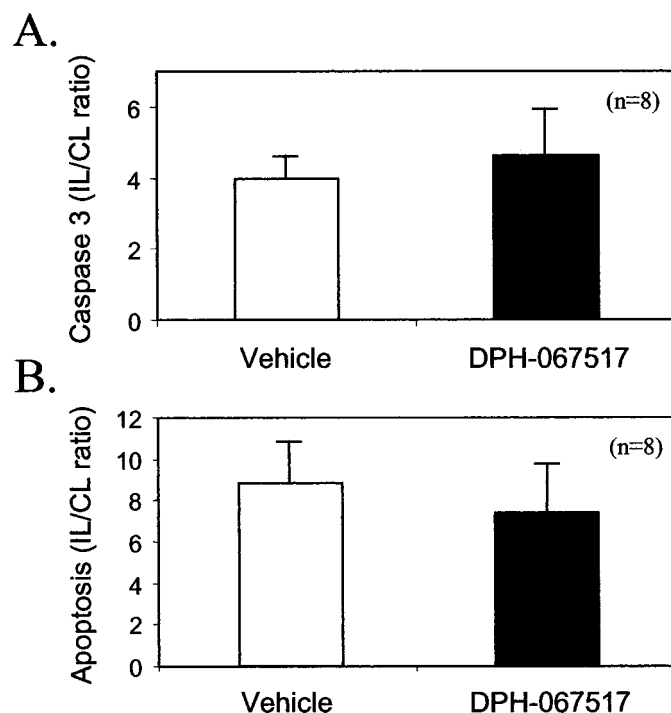 A.
Caspase 3 (IL/CL ratio)
6
4
2
0
(n=8)
Vehicle DPH-067517
B.
Apoptosis (IL/CL ratio)
12
10
8
6
4
2
0
(n=8)
Vehicle DPH-067517